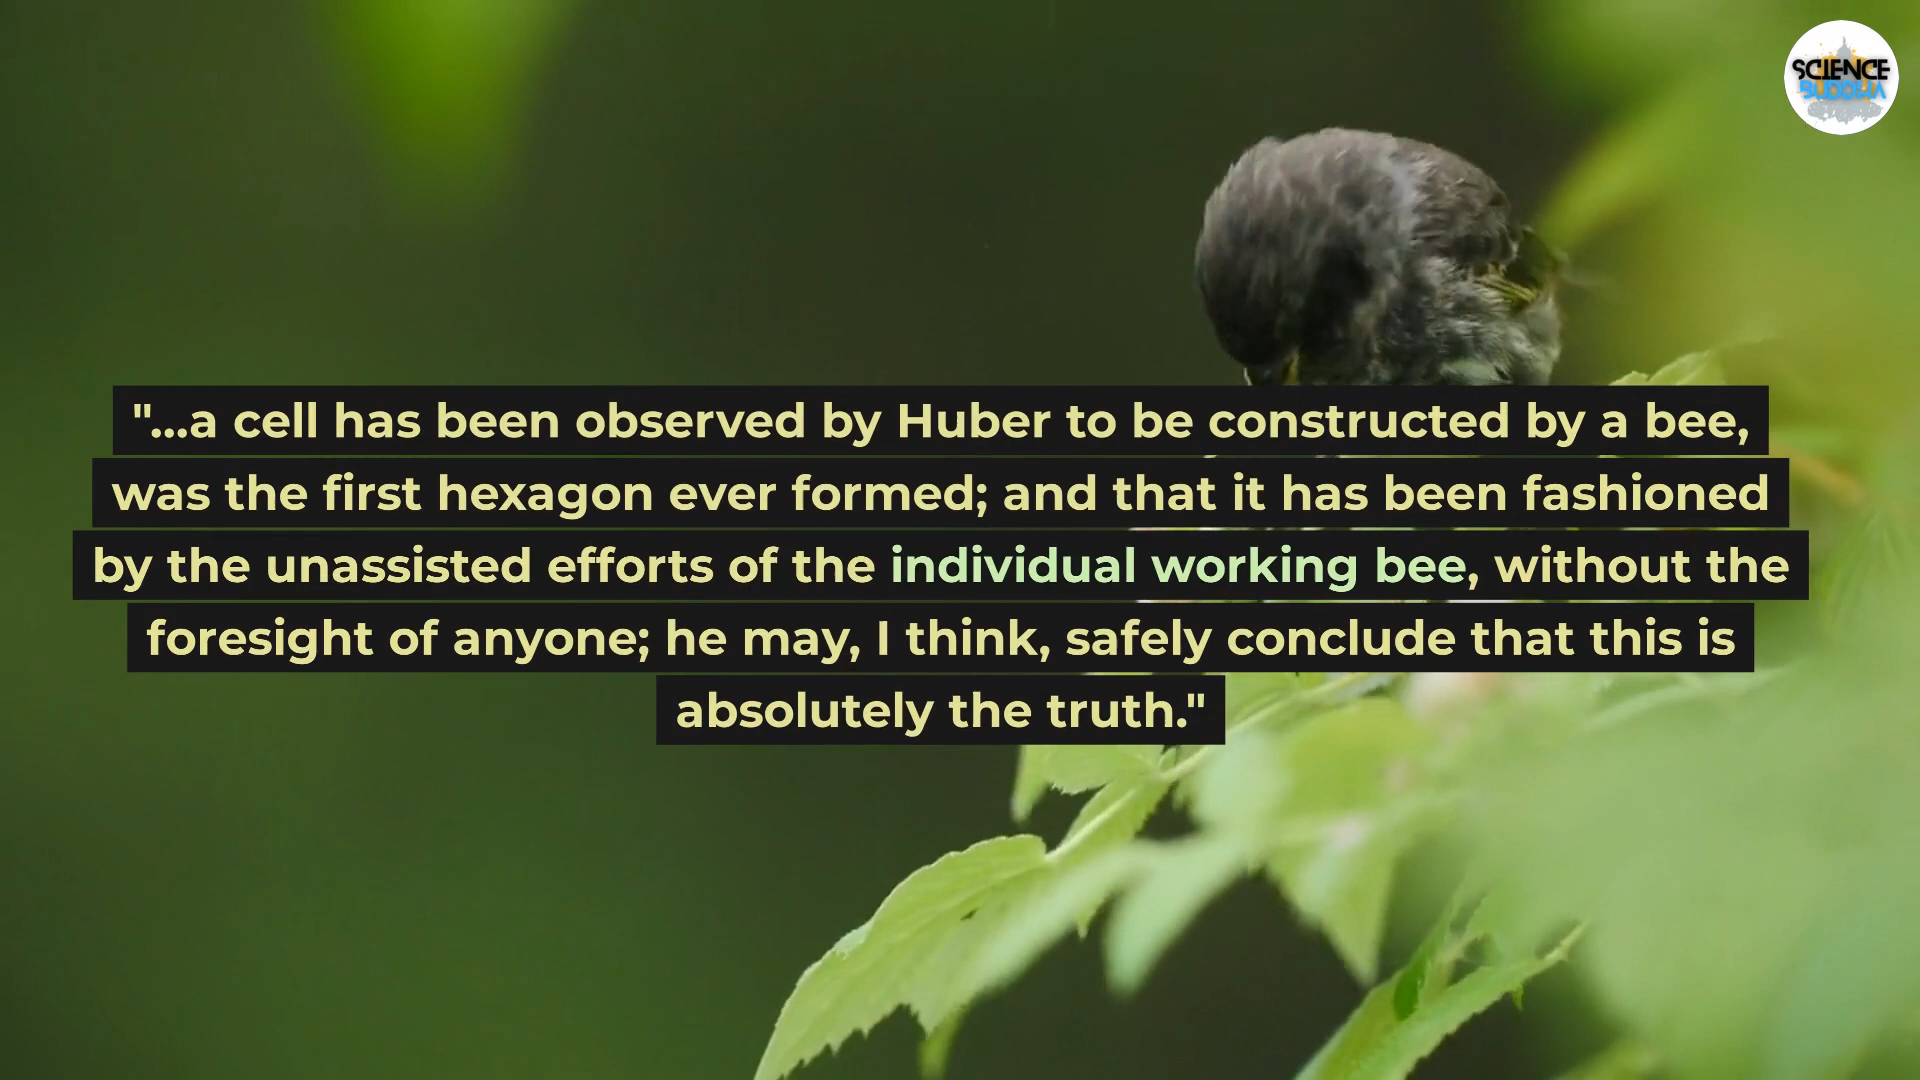 SCIENCE
BUDDHA
"...a cell has been observed by Huber to be constructed by a bee,
was the first hexagon ever formed; and that it has been fashioned
by the unassisted efforts of the individual working bee, without the
foresight of anyone; he may, I think, safely conclude that this is
absolutely the truth."